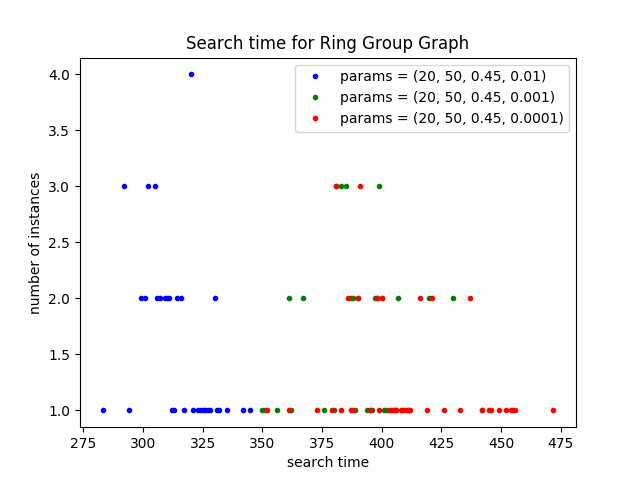 Search time for Ring Group Graph
params = (20, 50, 0.45, 0.01)
params = (20, 50, 0.45, 0.001)
params = (20, 50, 0.45, 0.0001)
number of instances
4.0
3.5
3.0
2.5
2.0
1.5
1.0
275 300 325 350 375 400 425 450 475
search time